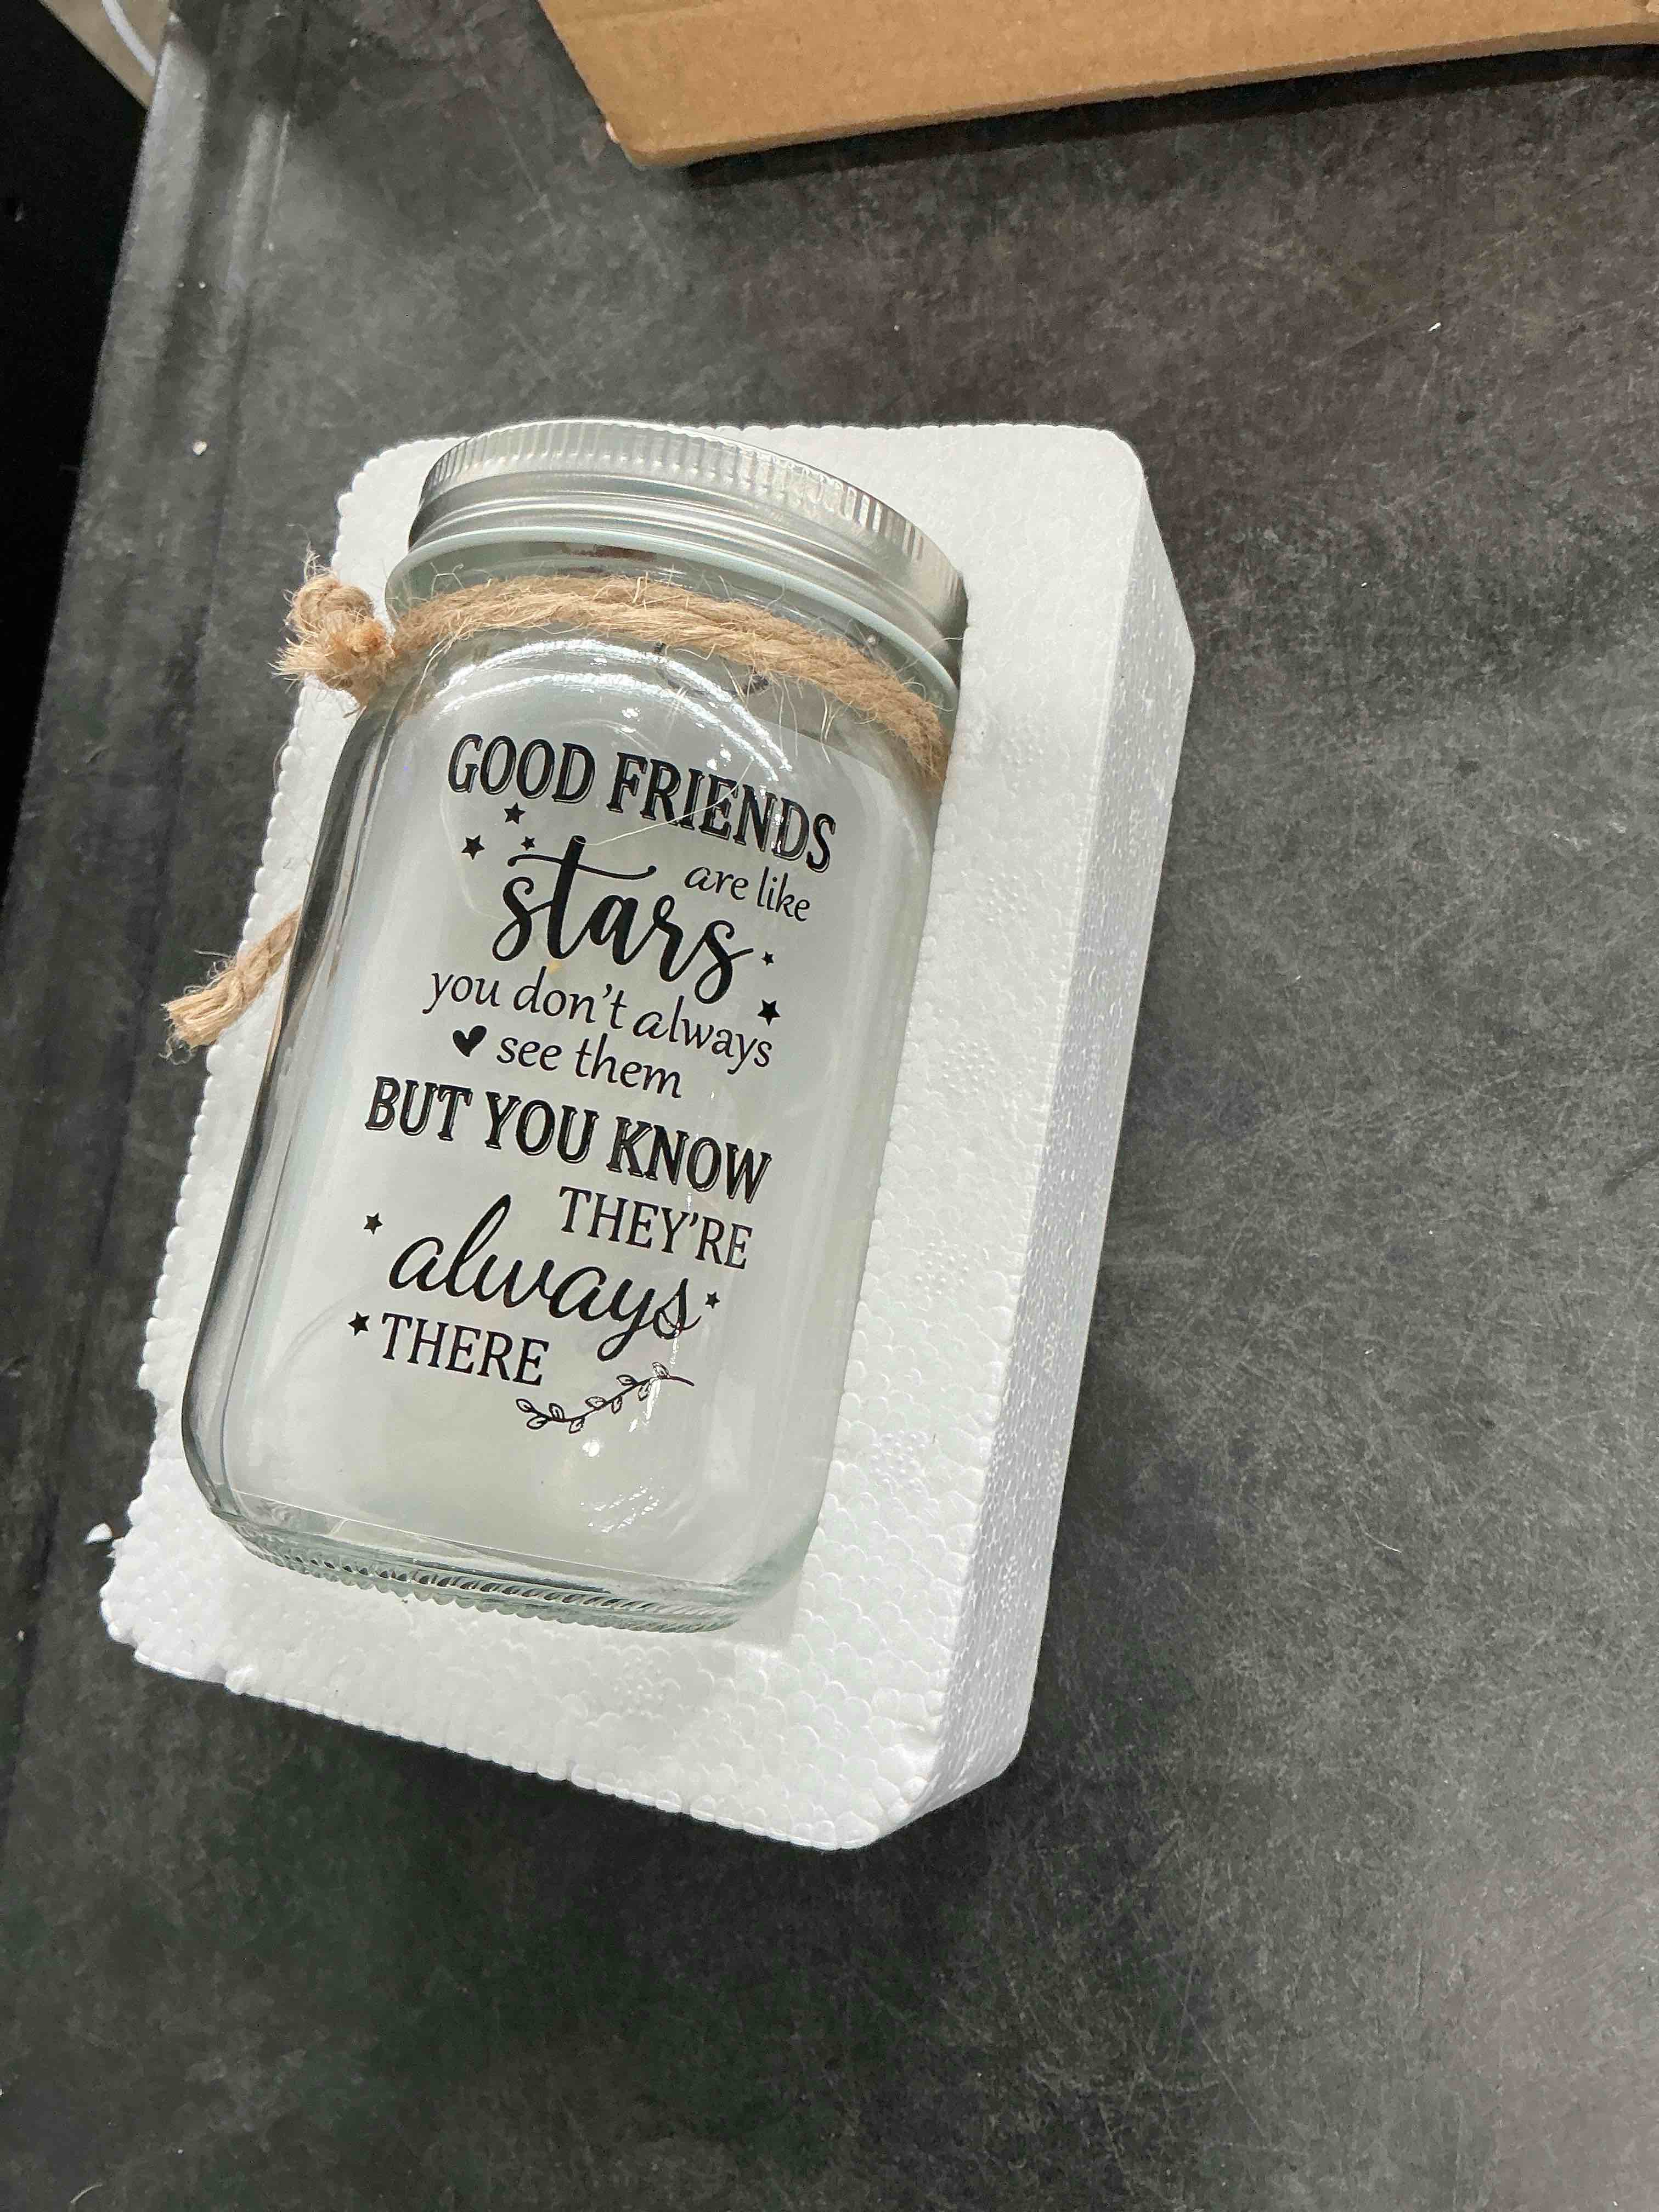 GOOD FRIENDS
are like
stars
you don't always
see them
BUT YOU KNOW
THEY'RE
always
THERE